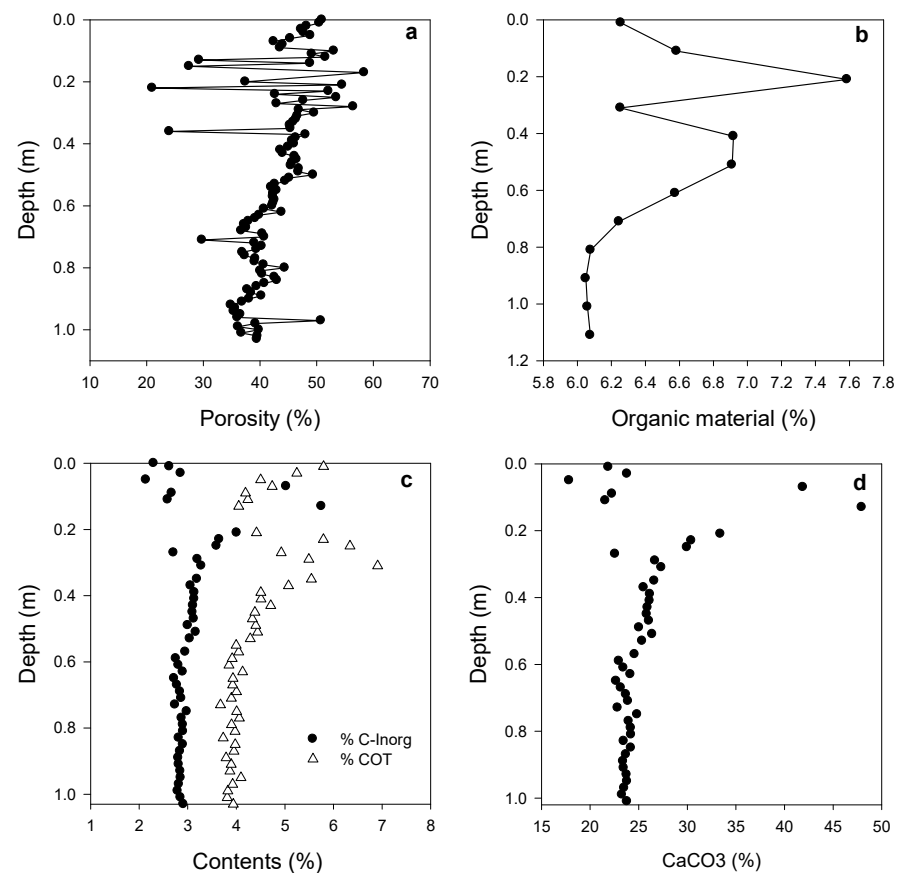 a
0.0
0.2
0.4
0.6
0.8
1.0
Depth (m)
10 20 30 40 50 60 70
Porosity (%)
b
0.0
0.2
0.4
0.6
0.8
1.0
1.2
Depth (m)
5.8 6.0 6.2 6.4 6.6 6.8 7.0 7.2 7.4 7.6 7.8
Organic material (%)
c
0.0
0.2
0.4
0.6
0.8
1.0
Depth (m)
% C-Inorg
% COT
1 2 3 4 5 6 7 8
Contents (%)
d
0.0
0.2
0.4
0.6
0.8
1.0
Depth (m)
15 20 25 30 35 40 45 50
CaCO3 (%)